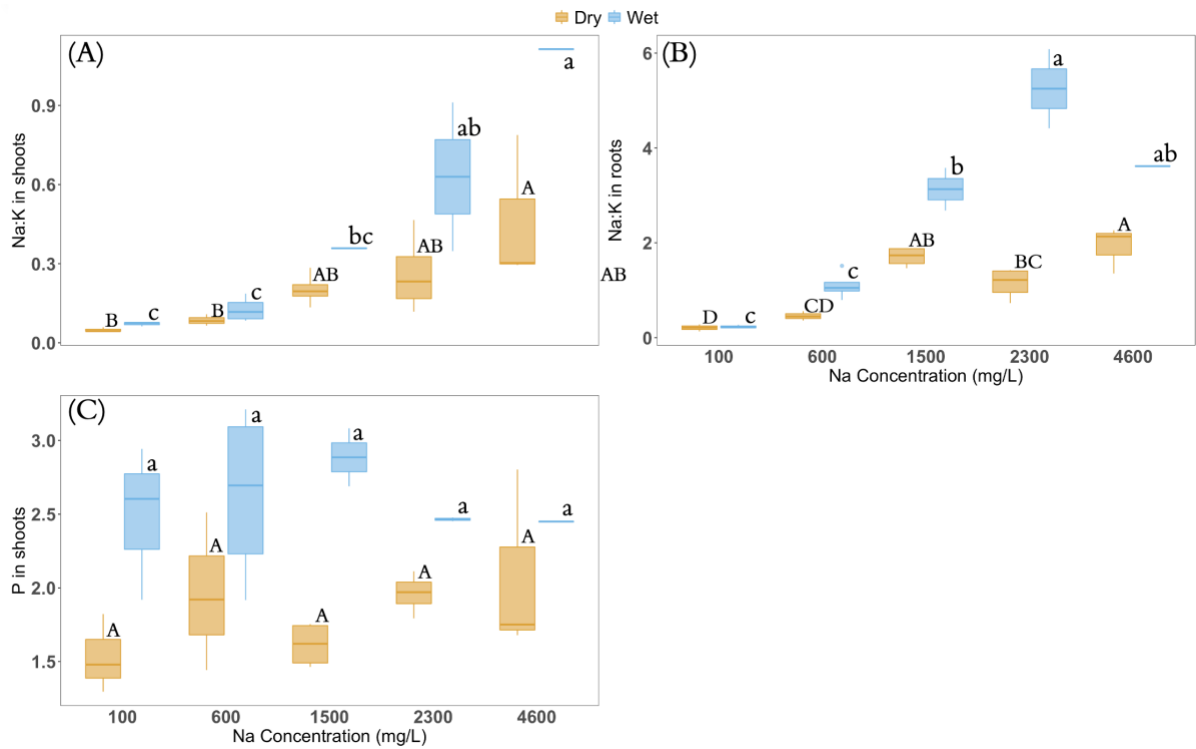 Dry Wet
(A)
Na:K in shoots
0.9
0.6
0.3
0.0
B
c
B
c
AB
bc
AB
ab
A
a
(B)
Na:K in roots
6
4
2
0
D
c
CD
c
AB
b
BC
a
A
ab
AB
100 600 1500 2300 4600
Na Concentration (mg/L)
(C)
P in shoots
3.0
2.5
2.0
1.5
A
a
A
a
A
a
A
a
A
a
100 600 1500 2300 4600
Na Concentration (mg/L)